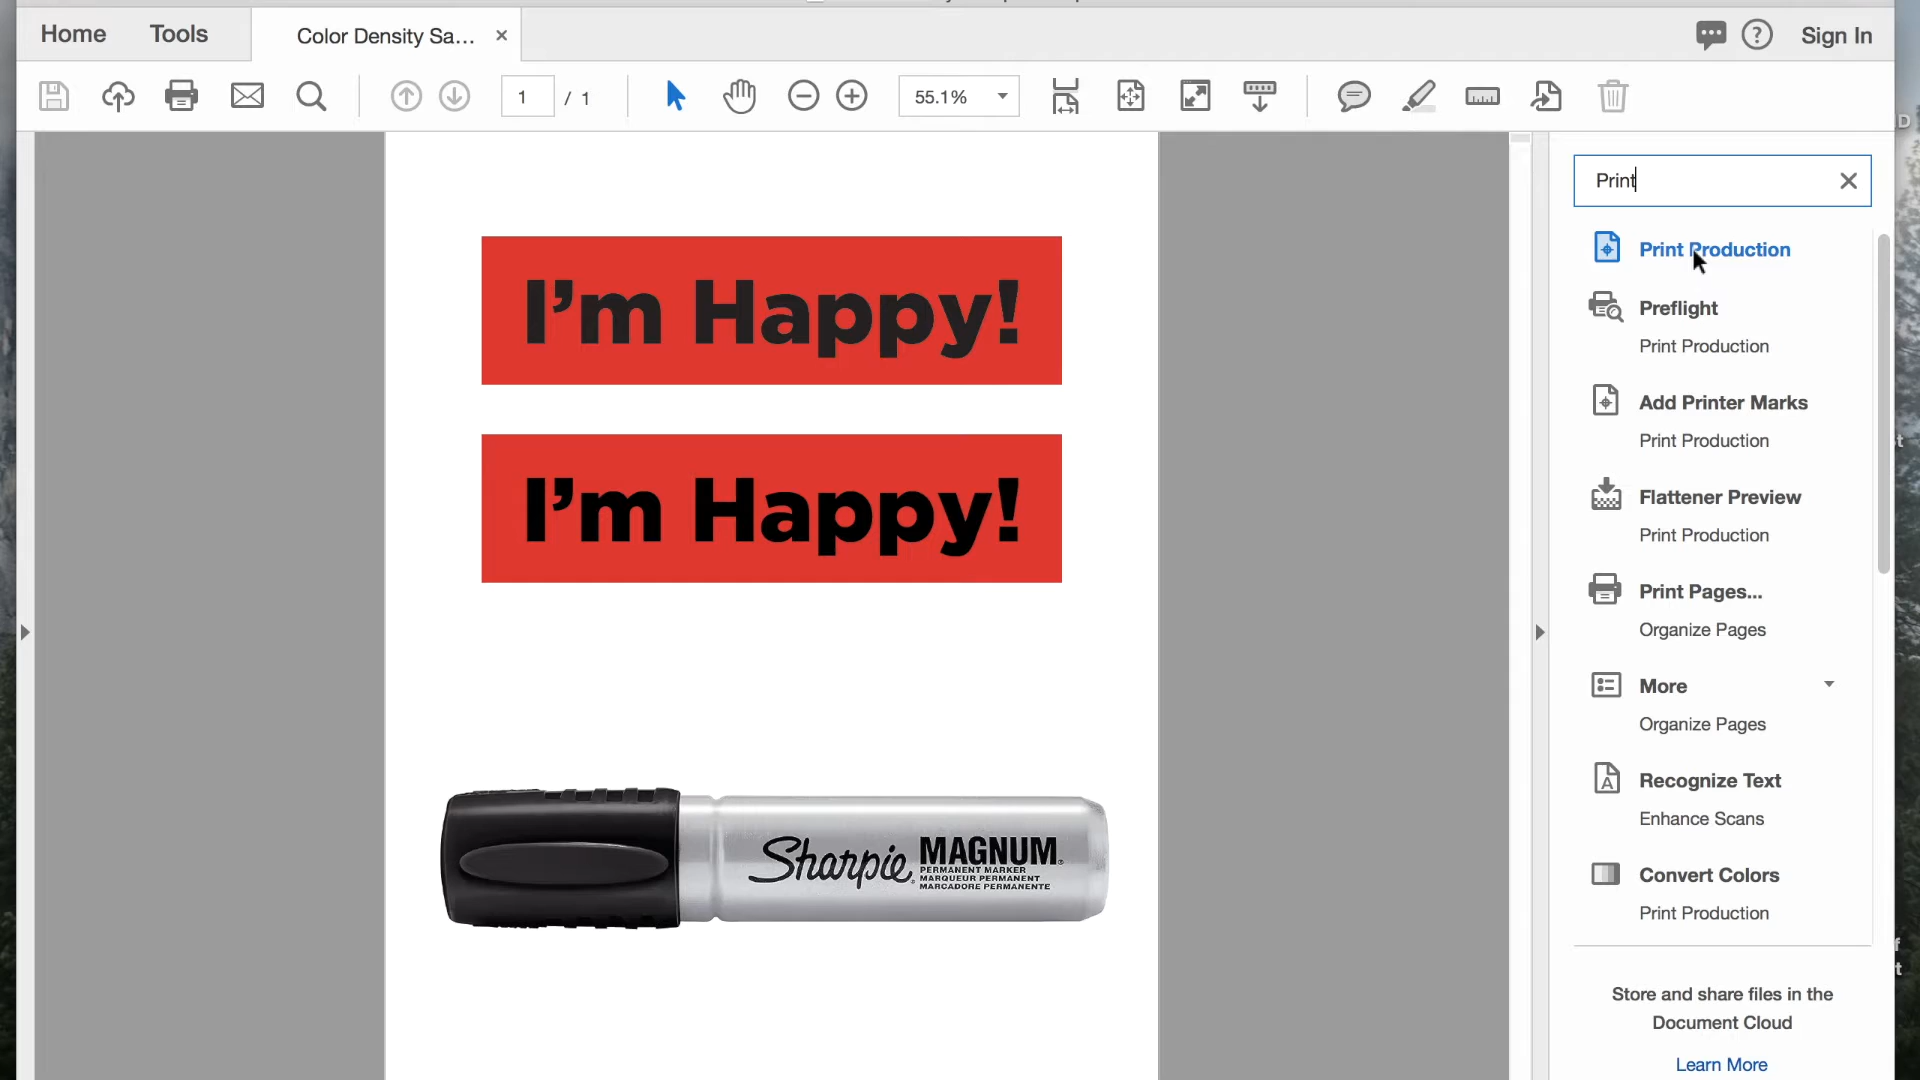 Home Tools Color Density Sa... Sign In
1 / 1 55.1%
Print
Print Production
Preflight
Print Production
Add Printer Marks
Print Production
Flattener Preview
Print Production
Print Pages...
Organize Pages
More
Organize Pages
Recognize Text
Enhance Scans
Convert Colors
Print Production
Store and share files in the
Document Cloud
Learn More
I’m Happy!
I’m Happy!
Sharpie® MAGNUM®
PERMANENT MARKER
MARQUEUR PERMANENT
MARCADORE PERMANENTE